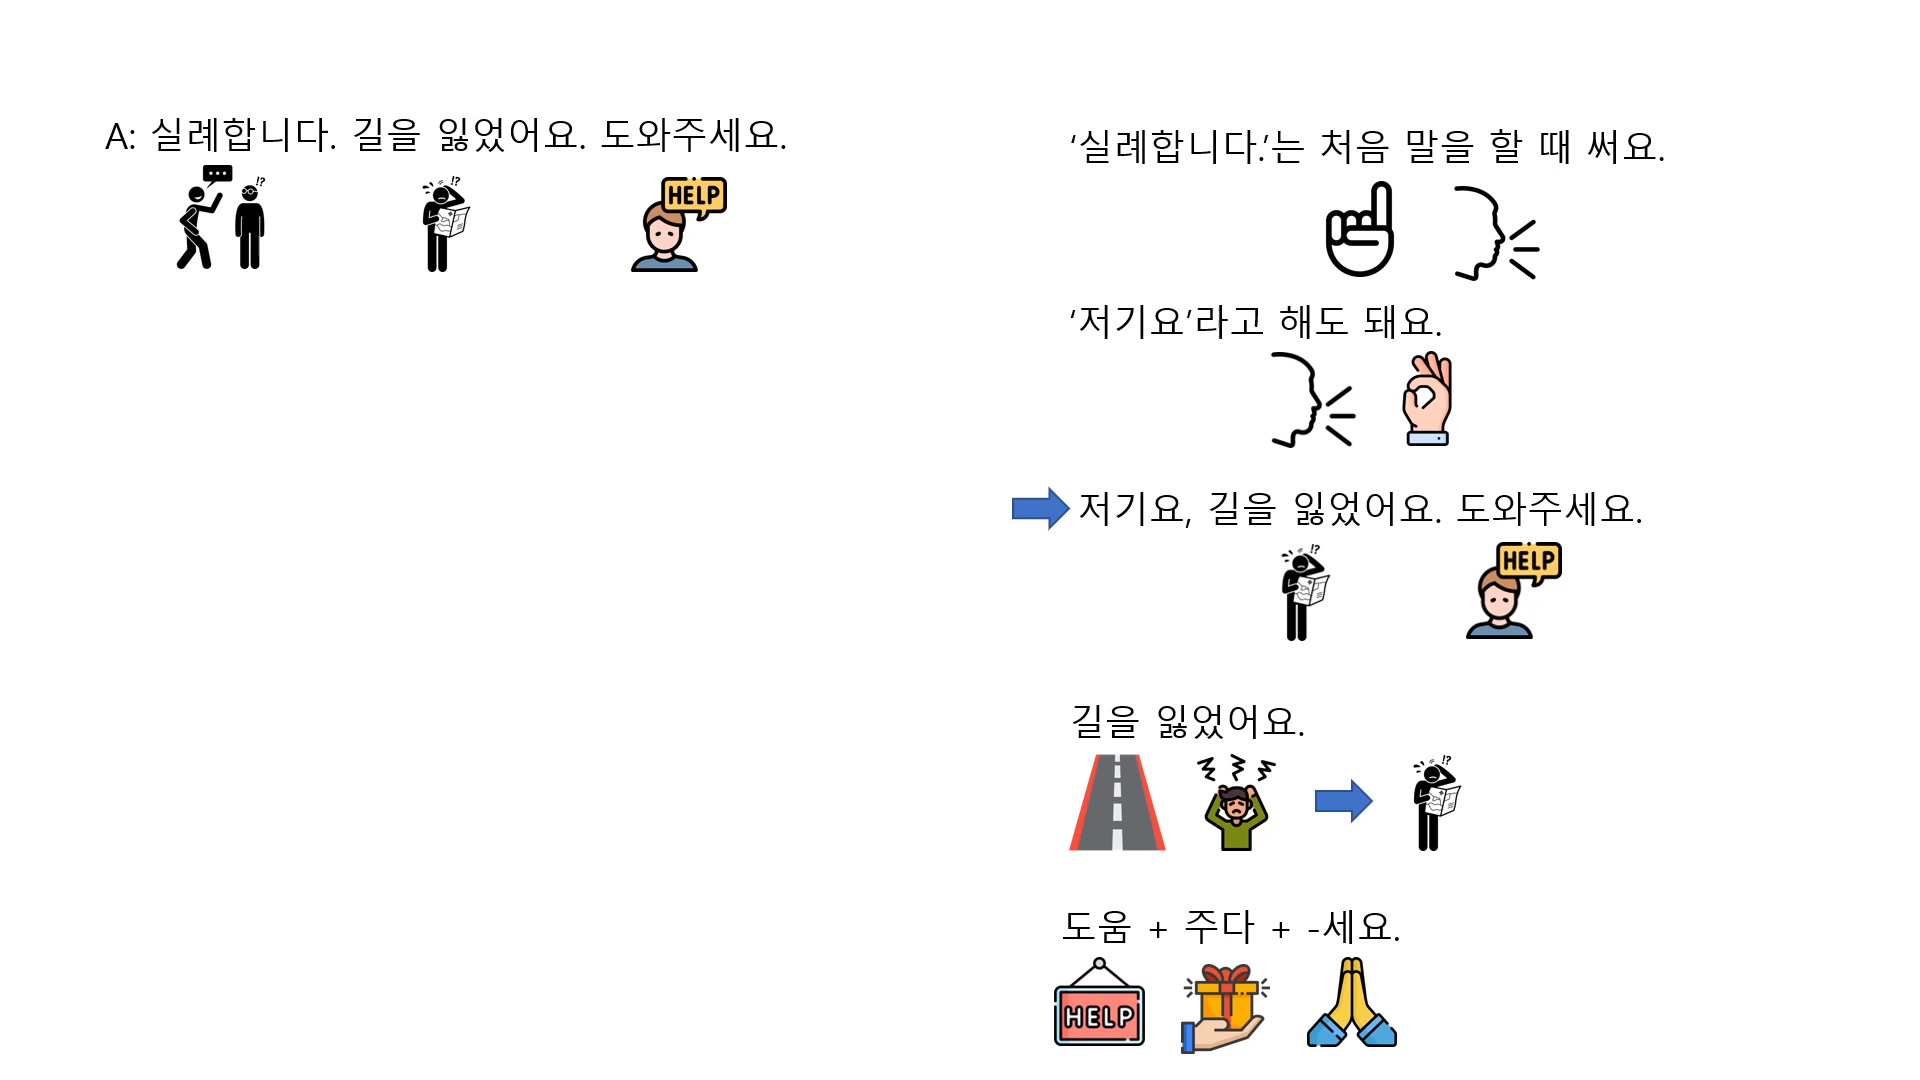 A: 실례합니다. 길을 잃었어요. 도와주세요.
HELP
‘실례합니다.’는 처음 말을 할 때 써요.
‘저기요’라고 해도 돼요.
저기요, 길을 잃었어요. 도와주세요.
HELP
길을 잃었어요.
도움 + 주다 + -세요.
HELP